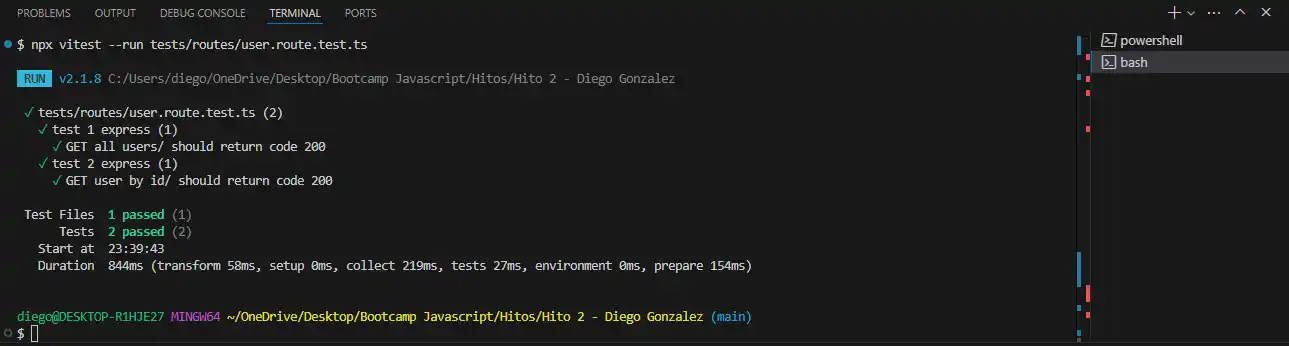 PROBLEMS OUTPUT DEBUG CONSOLE TERMINAL PORTS
$ npx vitest --run tests/routes/user.route.test.ts
powershell
bash
RUN v2.1.8 C:/Users/diego/OneDrive/Desktop/Bootcamp Javascript/Hitos/Hito 2 - Diego Gonzalez
✓ tests/routes/user.route.test.ts (2)
✓ test 1 express (1)
✓ GET all users/ should return code 200
✓ test 2 express (1)
✓ GET user by id/ should return code 200
Test Files 1 passed (1)
Tests 2 passed (2)
Start at 23:39:43
Duration 844ms (transform 58ms, setup 0ms, collect 219ms, tests 27ms, environment 0ms, prepare 154ms)
diego@DESKTOP-R1HJE27 MINGW64 ~/OneDrive/Desktop/Bootcamp Javascript/Hitos/Hito 2 - Diego Gonzalez (main)
$